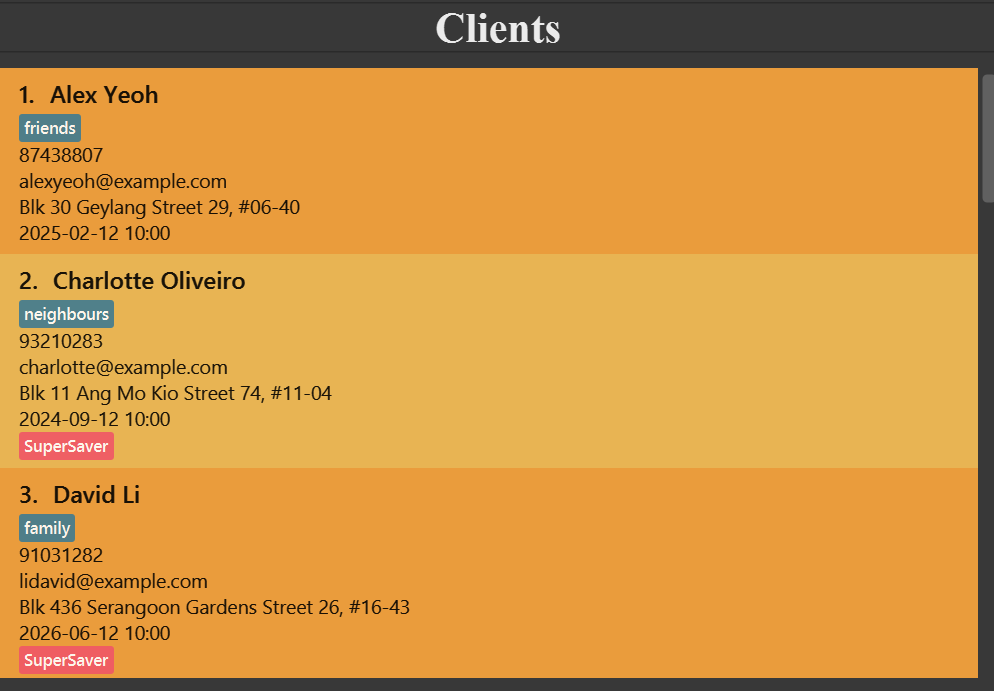 Clients
1. Alex Yeoh
friends
87438807
alexyeoh@example.com
Blk 30 Geylang Street 29, #06-40
2025-02-12 10:00
2. Charlotte Oliveiro
neighbours
93210283
charlotte@example.com
Blk 11 Ang Mo Kio Street 74, #11-04
2024-09-12 10:00
SuperSaver
3. David Li
family
91031282
lidavid@example.com
Blk 436 Serangoon Gardens Street 26, #16-43
2026-06-12 10:00
SuperSaver